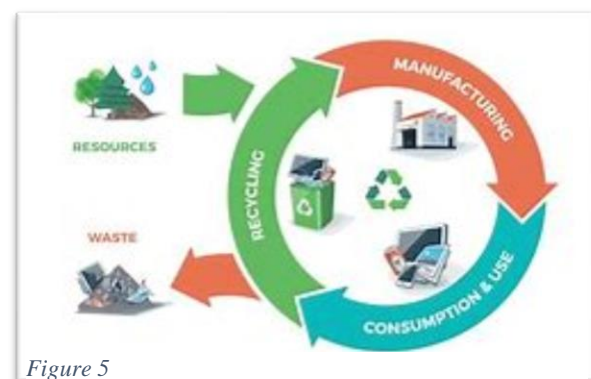 MANUFACTURING
RESOURCES
RECYCLING
WASTE
CONSUMPTION & USE
Figure 5